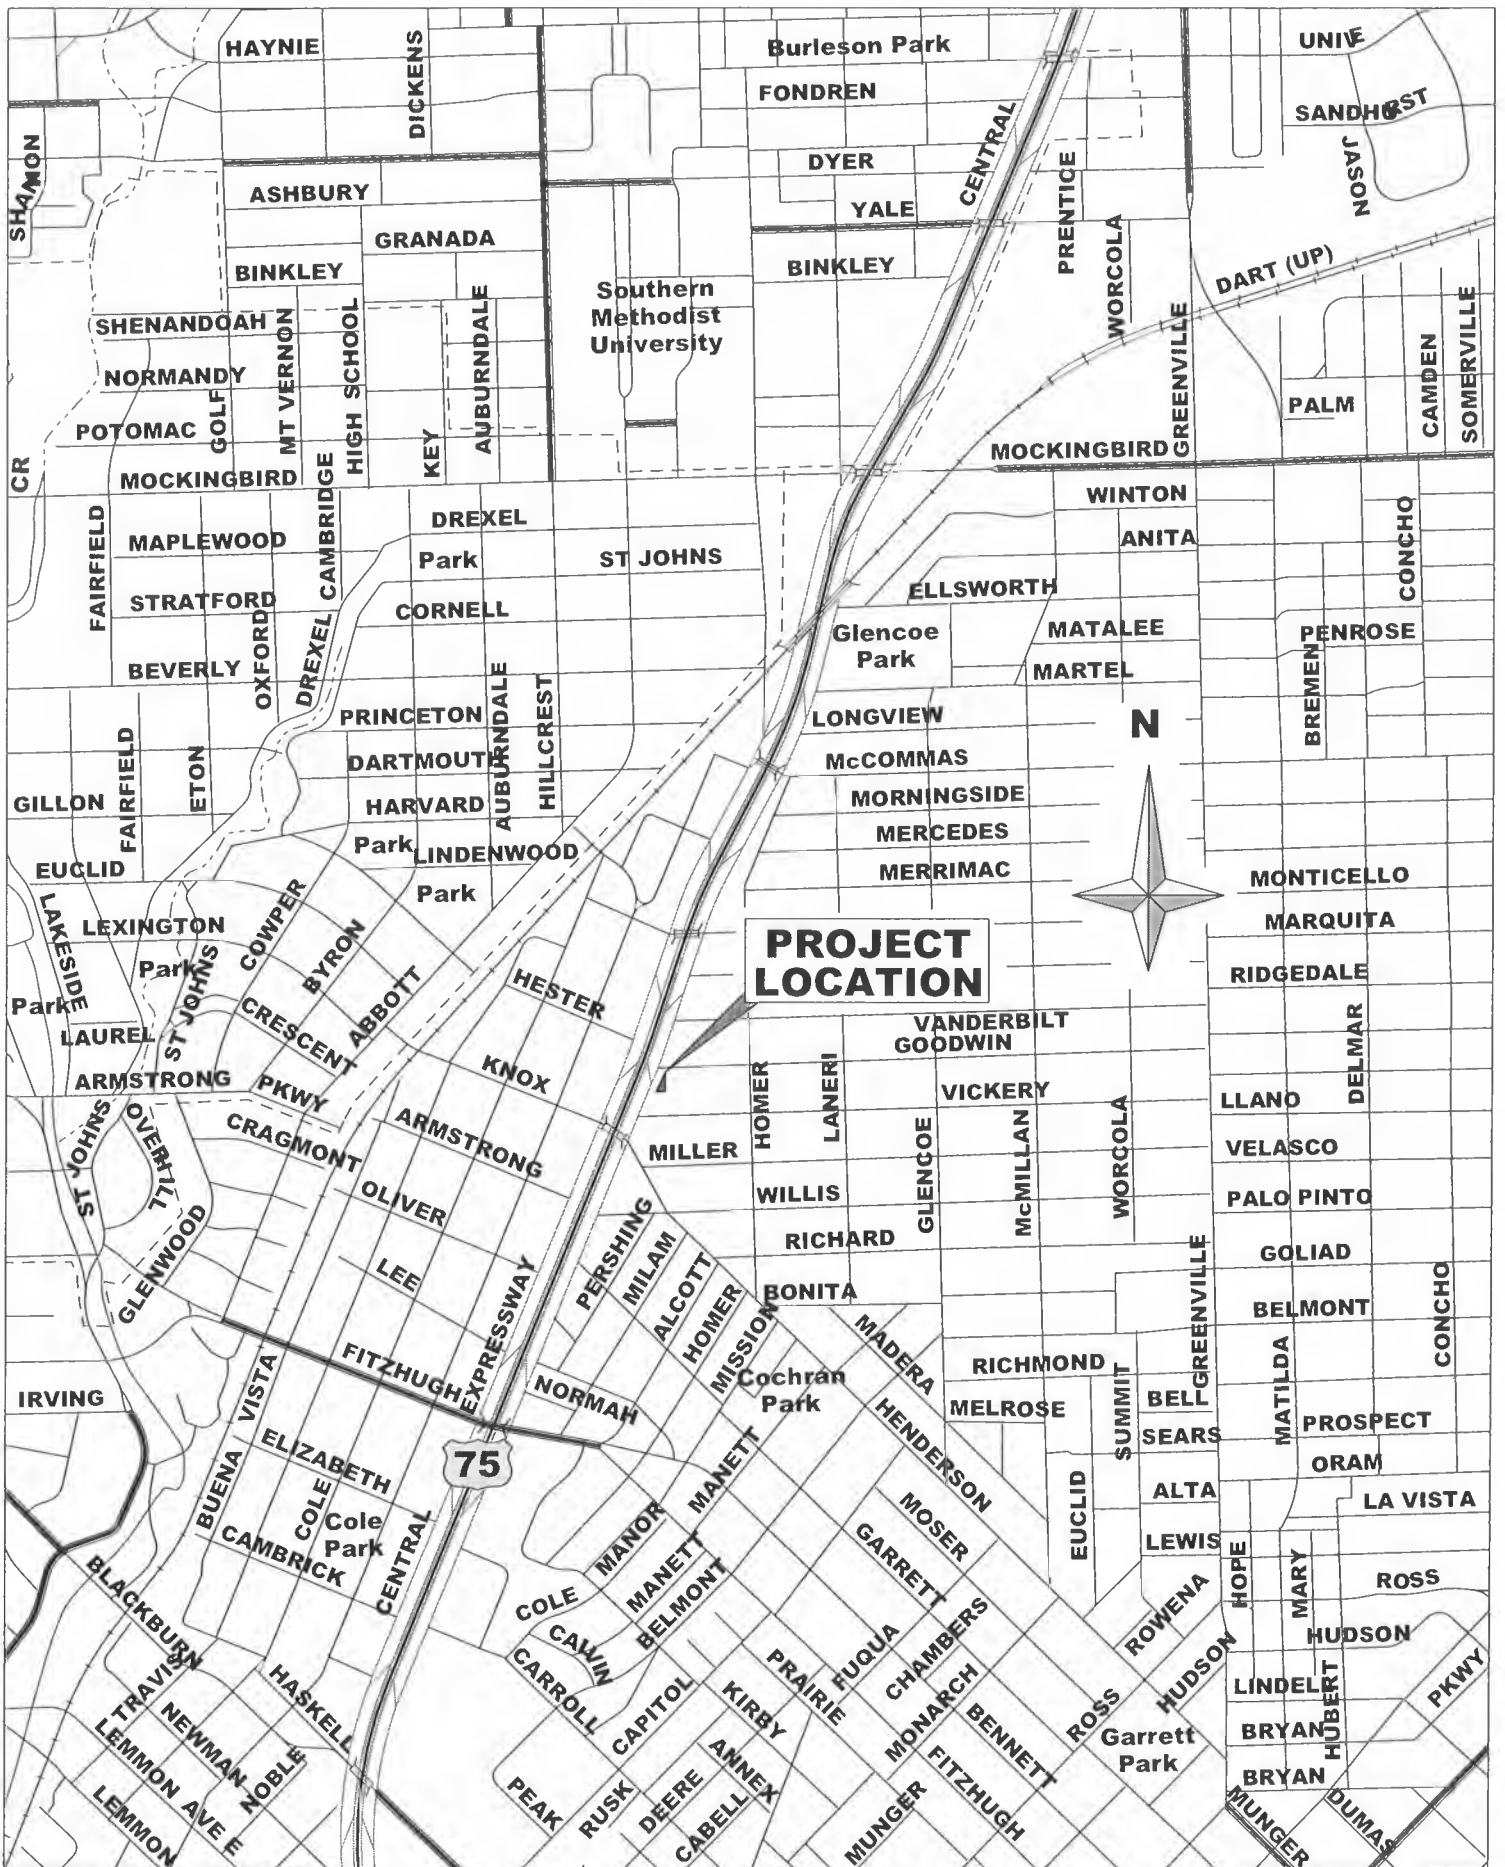 HAYNIE
DICKENS
Burleson Park
UNIVE
FONDREN
SANDHURST
CENTRAL
SHANNON
DYER
PRENTICE
JASON
ASHBURY
YALE
GRANADA
WORCOLA
BINKLEY
BINKLEY
DART (UP)
Southern
Methodist
University
SHENANDOAH
MT VERNON
HIGH SCHOOL
AUBURNDALE
GREENVILLE
CAMDEN
SOMERVILLE
NORMANDY
GOLF
PALM
POTOMAC
KEY
MOCKINGBIRD
CR
MOCKINGBIRD
CAMBRIDGE
WINTON
CONCHO
FAIRFIELD
DREXEL
MAPLEWOOD
ANITA
Park
ST JOHNS
ELLSWORTH
STRATFORD
CORNELL
OXFORD
DREXEL
Glencoe
Park
MATALEE
PENROSE
BEVERLY
MARTEL
BREMEN
AUBURNDALE
HILLCREST
PRINCETON
LONGVIEW
N
FAIRFIELD
ETON
DARTMOUTH
McCOMMAS
GILLON
HARVARD
MORNINGSIDE
Park
LINDENWOOD
MERCEDES
EUCLID
MERRIMAC
MONTICELLO
Park
LAKESIDE
LEXINGTON
COWPER
BYRON
MARQUITA
PROJECT
LOCATION
Park
ST JOHNS
ABBOTT
HESTER
RIDGEDALE
Park
CRESCENT
LAUREL
VANDERBILT
GOODWIN
DELMAR
ARMSTRONG
PKWY
KNOX
HOMER
LANERI
VICKERY
LLANO
ST JOHNS
OVERHILL
CRAGMONT
ARMSTRONG
MILLER
GLENCOE
McMILLAN
WORCOLA
VELASCO
OLIVER
WILLIS
PALO PINTO
GLENWOOD
PERSHING
MILAM
RICHARD
GOLIAD
LEE
ALCOTT
HOMER
BONITA
GREENVILLE
BELMONT
CONCHO
EXPRESSWAY
MISSION
MADERA
FITZHUGH
RICHMOND
IRVING
VISTA
NORMAH
Cochran
Park
SUMMIT
BELL
MATILDA
MELROSE
PROSPECT
HENDERSON
SEARS
BUENA
ELIZABETH
75
MANETT
ORAM
EUCLID
ALTA
LA VISTA
COLE
Cole
Park
MOSER
CAMBRICK
CENTRAL
MANOR
GARRETT
LEWIS
HOPE
MARY
BLACKBURN
MANETT
BELMONT
COLE
ROSS
ROWENA
CALVIN
FUQUA
CHAMBERS
HUDSON
HUDSON
TRAVIS
HASKELL
CARROLL
CAPITOL
KIRBY
PRAIRIE
MONARCH
BENNETT
ROSS
LINDELL
HUBERT
PKWY
NEWMAN
Garrett
Park
BRYAN
LEMMON AVE E
NOBLE
ANNEX
FITZHUGH
BRYAN
LEMMON
PEAK
RUSK
DEERE
CABELL
MUNGER
MUNGER
DUMAS